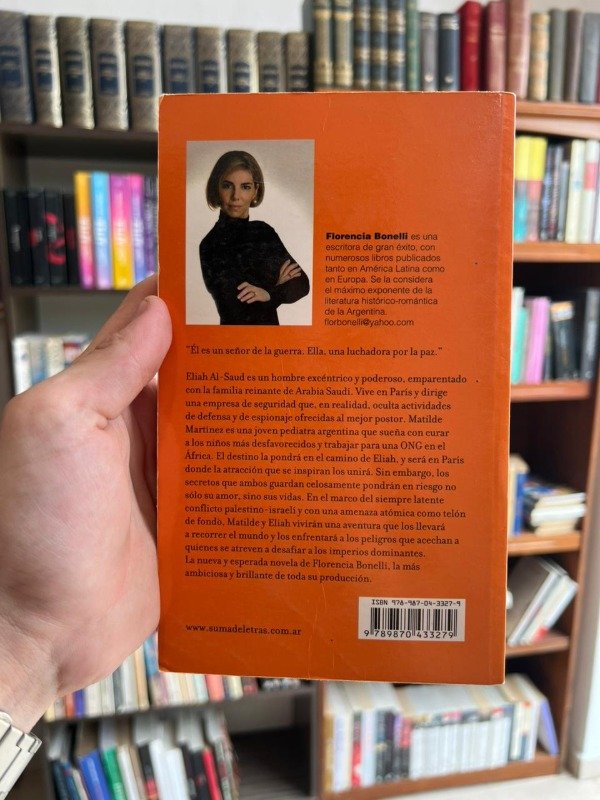 Florencia Bonelli es una
escritora de gran éxito, con
numerosos libros publicados
tanto en América Latina como
en Europa. Se la considera
el máximo exponente de la
literatura histórico-romántica
de la Argentina.
florbonelli@yahoo.com
"Él es un señor de la guerra. Ella, una luchadora por la paz."
Eliah Al-Saud es un hombre excéntrico y poderoso, emparentado
con la familia reinante de Arabia Saudí. Vive en París y dirige
una empresa de seguridad que, en realidad, oculta actividades
de defensa y de espionaje ofrecidas al mejor postor. Matilde
Martínez es una joven pediatra argentina que sueña con curar
a los niños más desfavorecidos y trabajar para una ONG en el
África. El destino la pondrá en el camino de Eliah, y será en París
donde la atracción que se inspiran los unirá. Sin embargo, los
secretos que ambos guardan celosamente pondrán en riesgo no
sólo su amor, sino sus vidas. En el marco del siempre latente
conflicto palestino-israelí y con una amenaza atómica como telón
de fondo, Matilde y Eliah vivirán una aventura que los llevará
a recorrer el mundo y los enfrentará a los peligros que acechan a
quienes se atreven a desafiar a los imperios dominantes.
La nueva y esperada novela de Florencia Bonelli, la más
ambiciosa y brillante de toda su producción.
ISBN 978-987-04-3327-9
9 789870 433279
www.somadeletras.com.ar